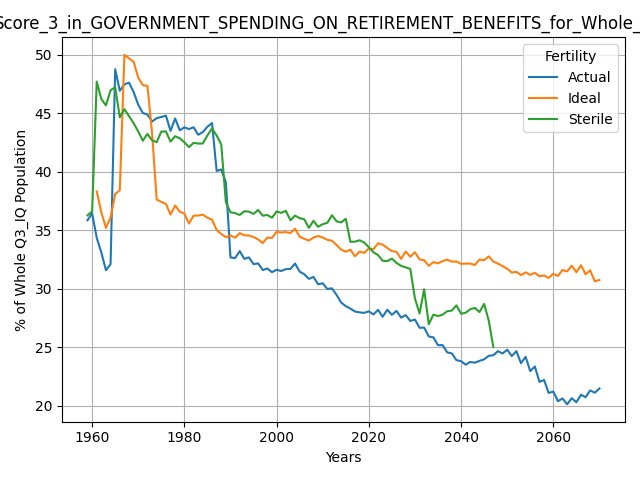 Score_3_in_GOVERNMENT_SPENDING_ON_RETIREMENT_BENEFITS_for_Whole_
Fertility
Actual
Ideal
Sterile
% of Whole Q3_IQ Population
50
45
40
35
30
25
20
1960
1980
2000
2020
2040
2060
Years